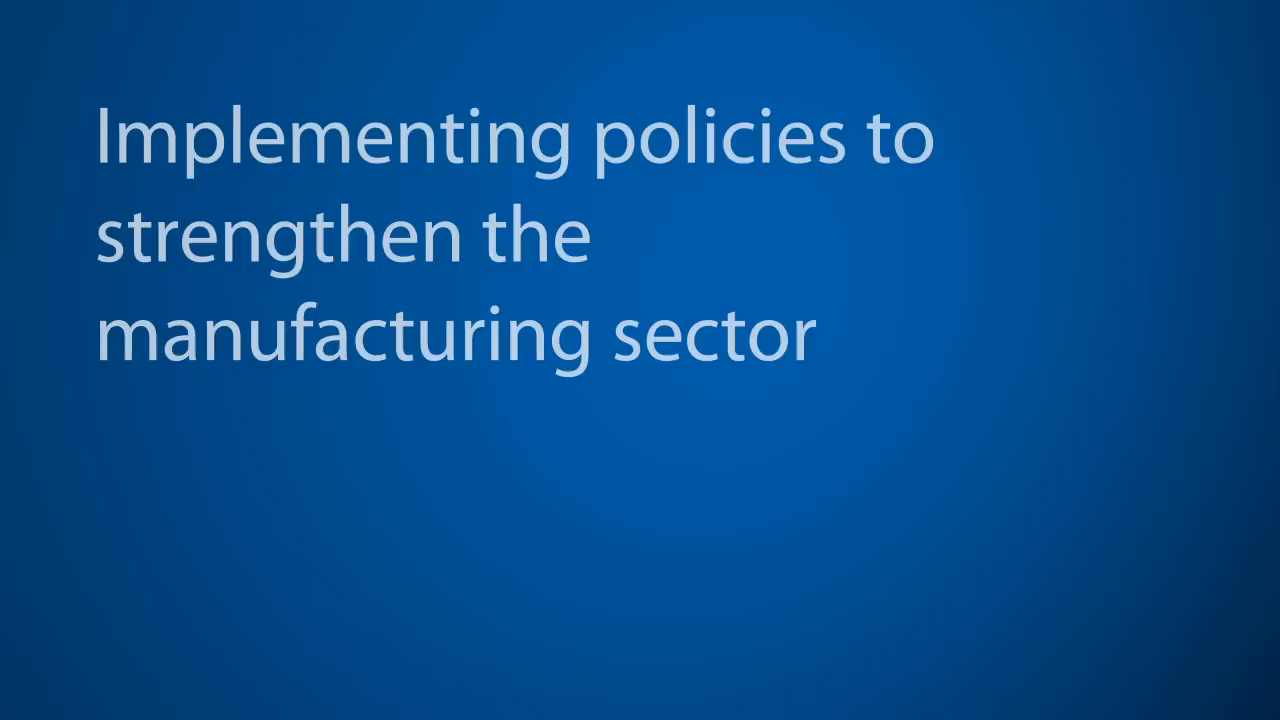 Implementing policies to
strengthen the
manufacturing sector